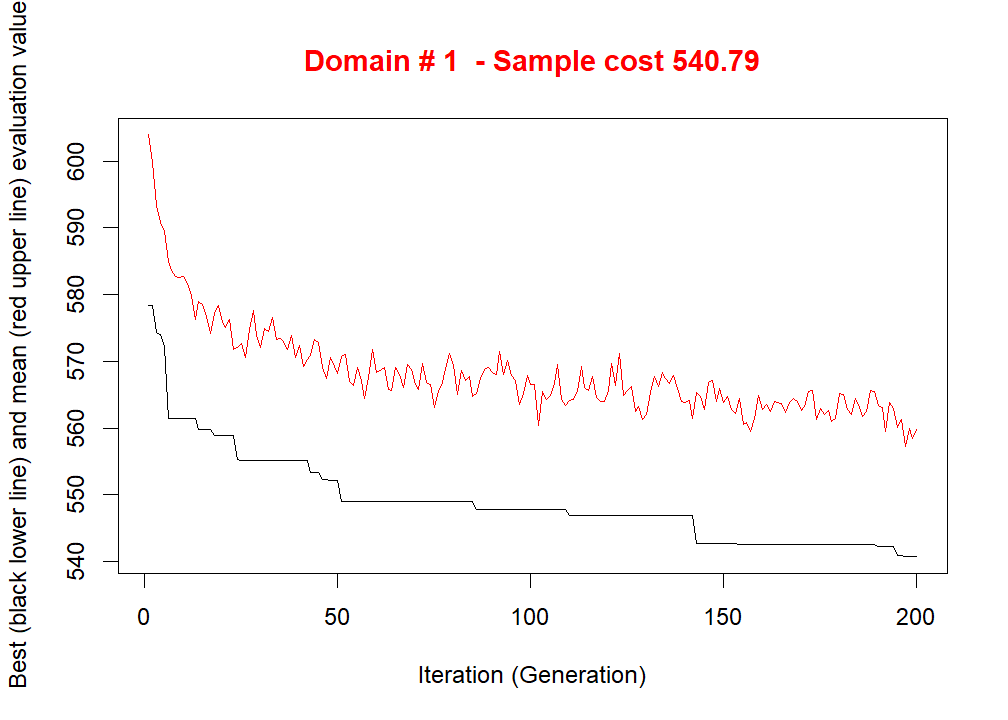 Domain # 1  - Sample cost 540.79
Best (black lower line) and mean (red upper line) evaluation value
600
590
580
570
560
550
540
0 50 100 150 200
Iteration (Generation)